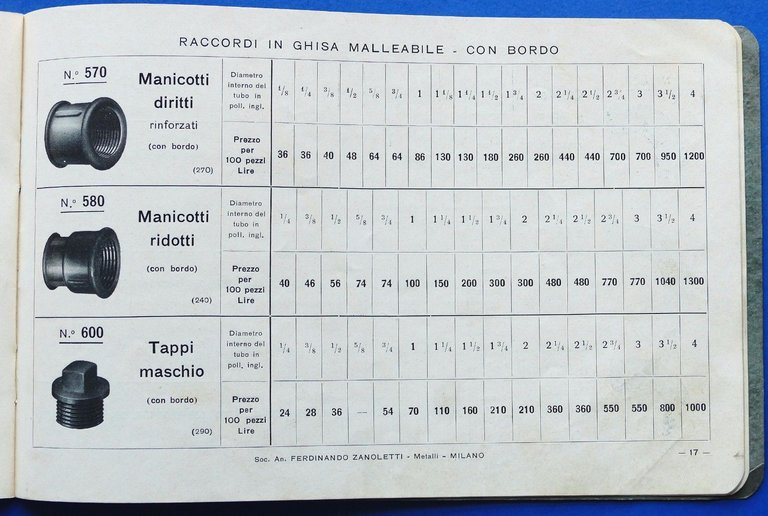 RACCORDI IN GHISA MALLEABILE - CON BORDO
N.º 570
Manicotti
diritti
rinforzati
(con bordo)
(270)
Diametro
interno del
tubo in
poll. ingl.
1/8 1/4 3/8 1/2 5/8 3/4 1 1 1/8 1 1/4 1 1/2 1 3/4 2 2 1/4 2 1/2 2 3/4 3 3 1/2 4
Prezzo
per
100 pezzi
Lire
36 36 40 48 64 64 86 130 130 180 260 260 440 440 700 700 950 1200
N.º 580
Manicotti
ridotti
(con bordo)
(240)
Diametro
interno del
tubo in
poll. ingl.
1/4 3/8 1/2 5/8 3/4 1 1 1/4 1 1/2 1 3/4 2 2 1/4 2 1/2 2 3/4 3 3 1/2 4
Prezzo
per
100 pezzi
Lire
40 46 56 74 74 100 150 200 300 300 480 480 770 770 1040 1300
N.º 600
Tappi
maschio
(con bordo)
(290)
Diametro
interno del
tubo in
poll. ingl.
1/4 3/8 1/2 5/8 3/4 1 1 1/4 1 1/2 1 3/4 2 2 1/4 2 1/2 2 3/4 3 3 1/2 4
Prezzo
per
100 pezzi
Lire
24 28 36 — 54 70 110 160 210 210 360 360 550 550 800 1000
Soc. An. FERDINANDO ZANOLETTI - Metalli - MILANO
— 17 —